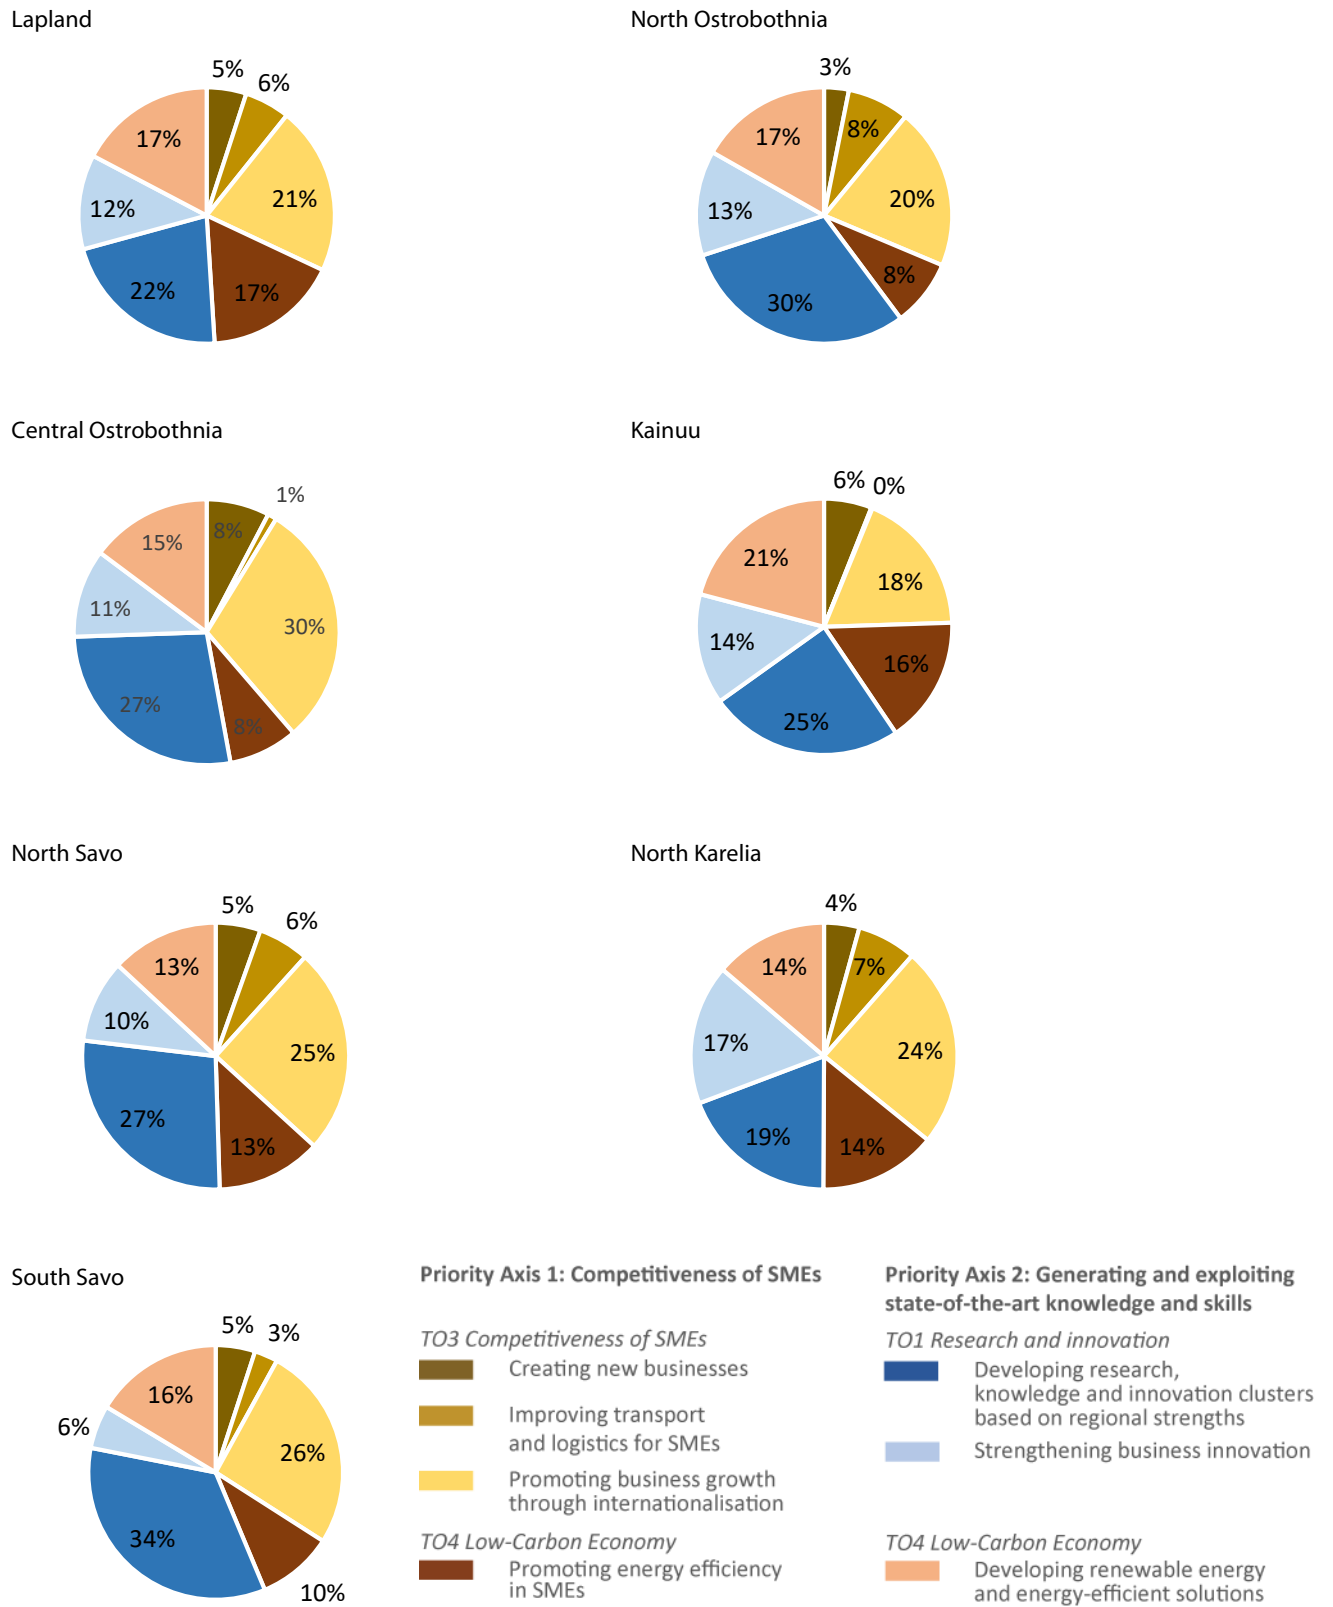 Lapland
5%
6%
17%
21%
12%
22%
17%
North Ostrobothnia
3%
8%
17%
20%
13%
8%
30%
Central Ostrobothnia
1%
8%
15%
11%
30%
27%
8%
Kainuu
6%
0%
21%
18%
14%
16%
25%
North Savo
5%
6%
13%
10%
25%
27%
13%
North Karelia
4%
7%
14%
17%
24%
19%
14%
South Savo
5%
3%
16%
6%
26%
34%
10%
Priority Axis 1: Competitiveness of SMEs
TO3 Competitiveness of SMEs
Creating new businesses
Improving transport
and logistics for SMEs
Promoting business growth
through internationalisation
TO4 Low-Carbon Economy
Promoting energy efficiency
in SMEs
Priority Axis 2: Generating and exploiting
state-of-the-art knowledge and skills
TO1 Research and innovation
Developing research,
knowledge and innovation clusters
based on regional strengths
Strengthening business innovation
TO4 Low-Carbon Economy
Developing renewable energy
and energy-efficient solutions